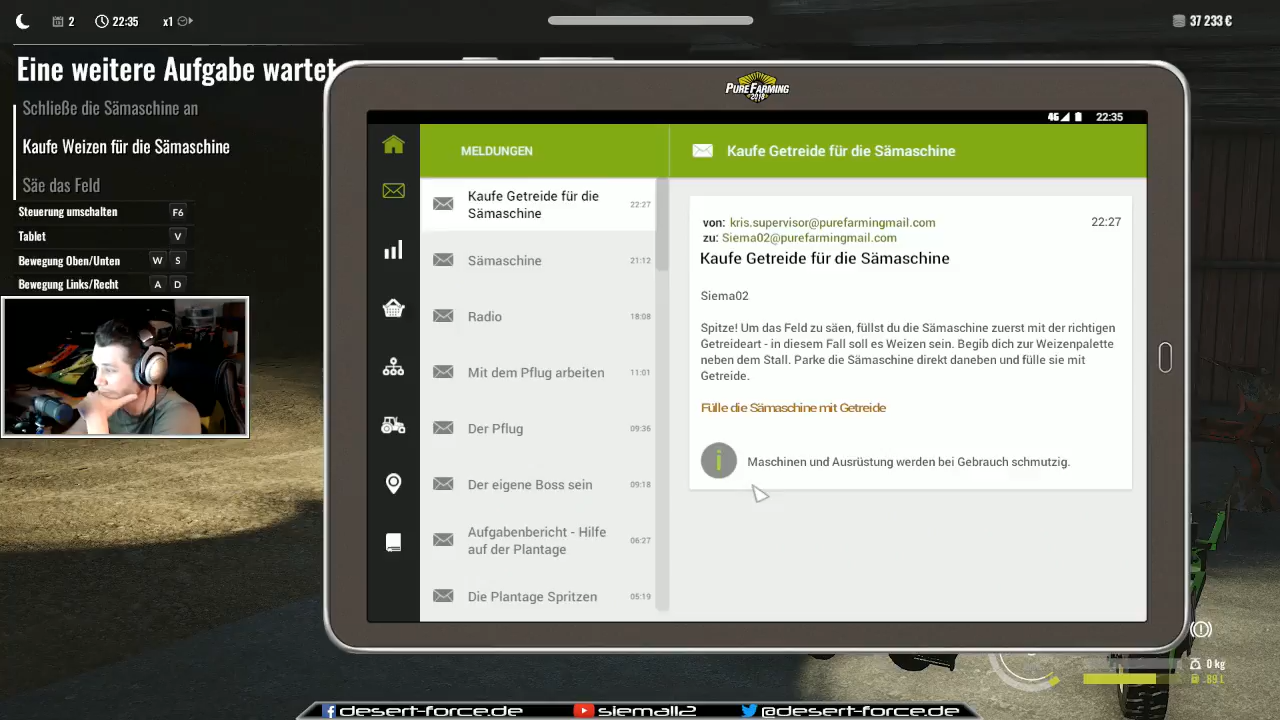 2
22:35
x1
37 233 €
Eine weitere Aufgabe wartet
Schließe die Sämaschine an
Kaufe Weizen für die Sämaschine
Säe das Feld
Steuerung umschalten F6
Tablet V
Bewegung Oben/Unten W S
Bewegung Links/Recht A D
PURE FARMING
2018
4G 22:35
MELDUNGEN
Kaufe Getreide für die
Sämaschine
22:27
Sämaschine 21:12
Radio 18:08
Mit dem Pflug arbeiten 11:01
Der Pflug 09:36
Der eigene Boss sein 09:18
Aufgabenbericht - Hilfe
auf der Plantage
06:27
Die Plantage Spritzen 05:19
Kaufe Getreide für die Sämaschine
von: kris.supervisor@purefarmingmail.com 22:27
zu: Siema02@purefarmingmail.com
Kaufe Getreide für die Sämaschine
Siema02
Spitze! Um das Feld zu säen, füllst du die Sämaschine zuerst mit der richtigen
Getreideart - in diesem Fall soll es Weizen sein. Begib dich zur Weizenpalette
neben dem Stall. Parke die Sämaschine direkt daneben und fülle sie mit
Getreide.
Fülle die Sämaschine mit Getreide
Maschinen und Ausrüstung werden bei Gebrauch schmutzig.
0 kg
desert-force.de
siemall2
@desert-force.de